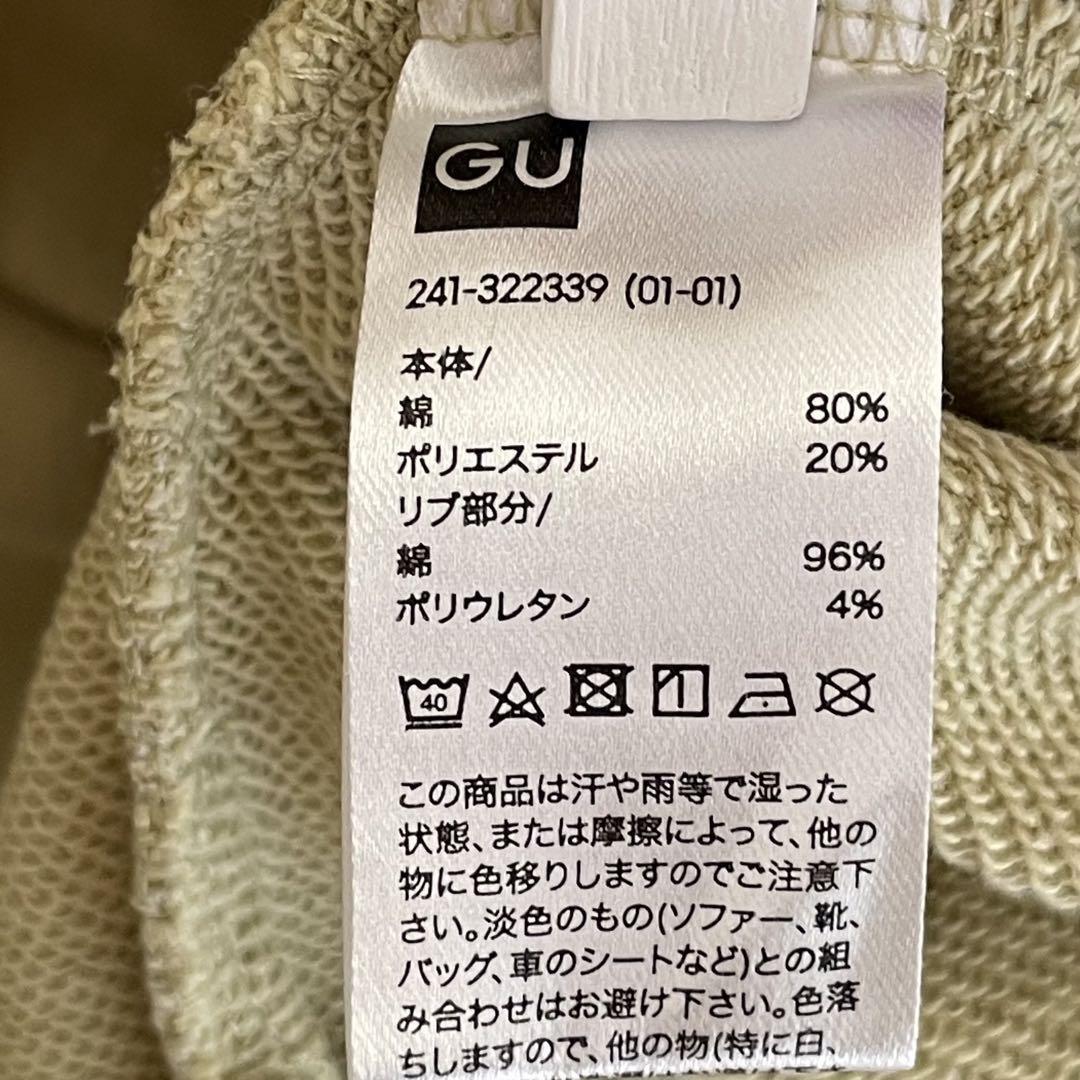 GU
241-322339 (01-01)
本体/
綿 80%
ポリエステル 20%
リブ部分/
綿 96%
ポリウレタン 4%
40
この商品は汗や雨等で湿った
状態、または摩擦によって、他の
物に色移りしますのでご注意下
さい。淡色のもの(ソファー、靴、
バッグ、車のシートなど)との組
み合わせはお避け下さい。色落
ちしますので、他の物(特に白、